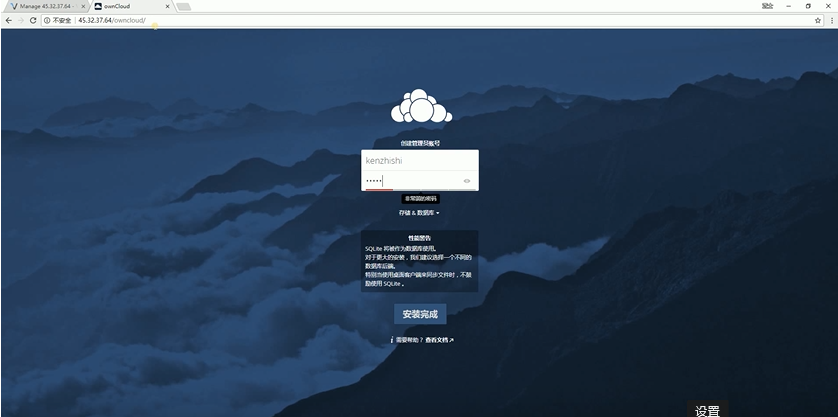 Manage 45.32.37.64 -
ownCloud
不安全 45.32.37.64/owncloud/
创建管理员账号
kenzhishi
•••••
非常弱的密码
存储 & 数据库
性能警告
SQLite 将被作为数据库使用。
对于更大的安装，我们建议选择一个不同的
数据库后端。
特别当使用桌面客户端来同步文件时，不鼓
励使用 SQLite 。
安装完成
需要帮助？ 查看文档
设置